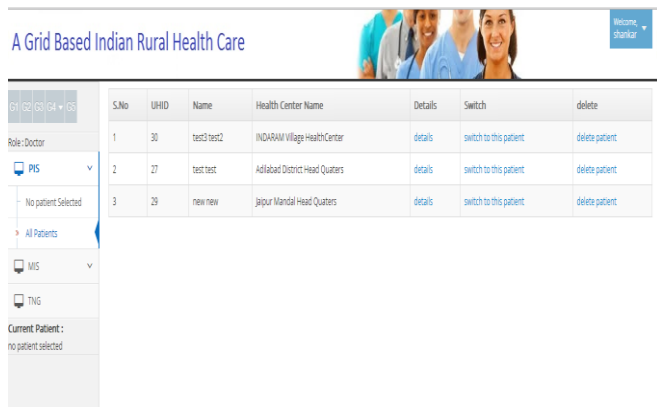 A Grid Based Indian Rural Health Care
Welcome,
shankar
G1 G2 G3 G4 G5
Role : Doctor
PIS
No patient Selected
All Patients
MIS
TNG
Current Patient :
no patient selected
S.No UHID Name Health Center Name Details Switch delete
1 30 test3 test2 INDARAM Village HealthCenter details switch to this patient delete patient
2 27 test test Adilabad District Head Quaters details switch to this patient delete patient
3 29 new new Jaipur Mandal Head Quaters details switch to this patient delete patient